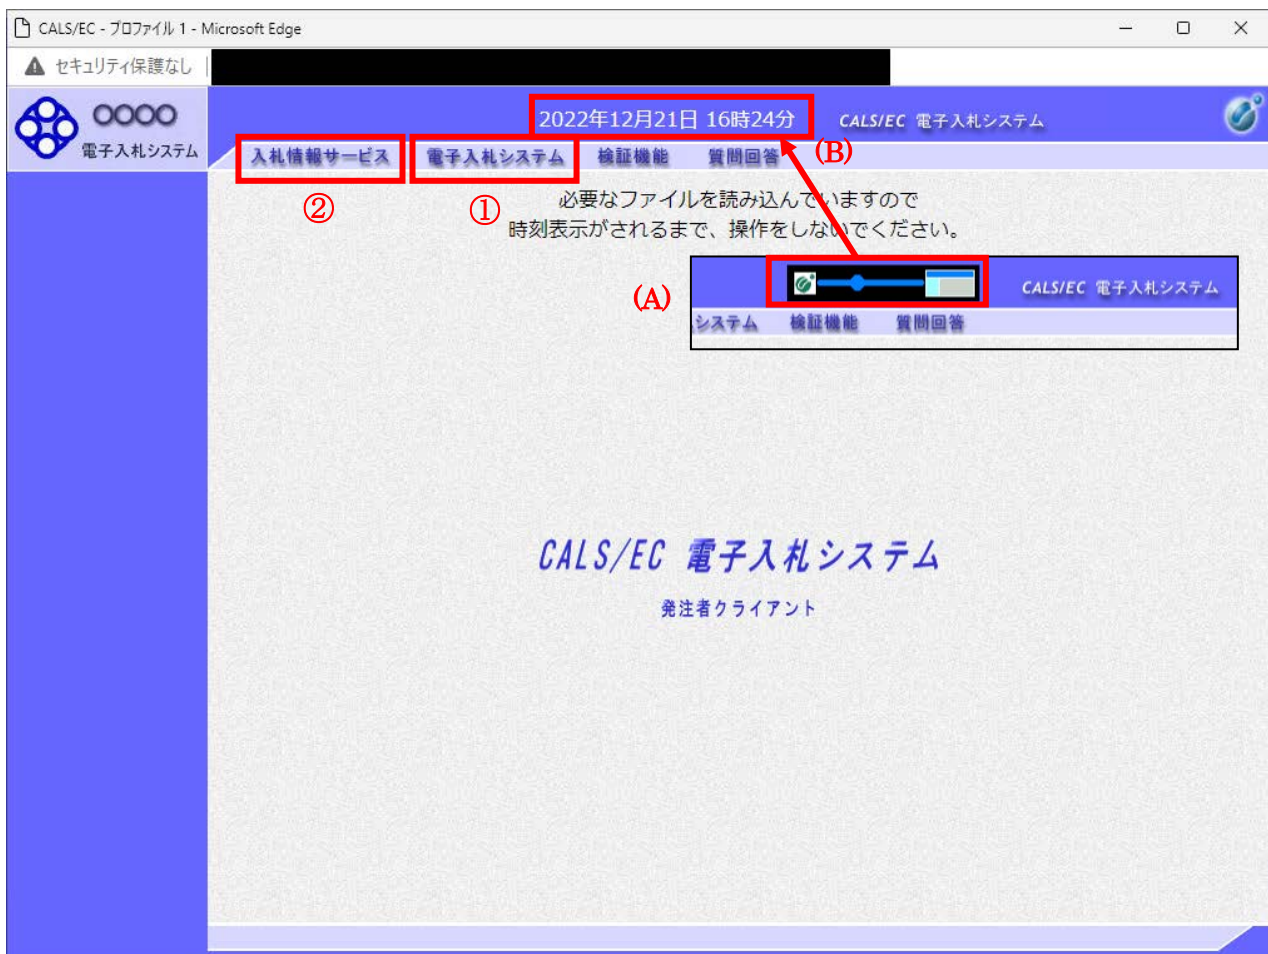 CALS/EC - プロファイル 1 - Microsoft Edge
セキュリティ保護なし
〇〇〇〇
電子入札システム
2022年12月21日 16時24分
CALS/EC 電子入札システム
入札情報サービス 電子入札システム 検証機能 質問回答
(B)
② ①
必要なファイルを読み込んでいますので
時刻表示がされるまで、操作をしないでください。
(A)
CALS/EC 電子入札システム
システム 検証機能 質問回答
CALS/EC 電子入札システム
発注者クライアント